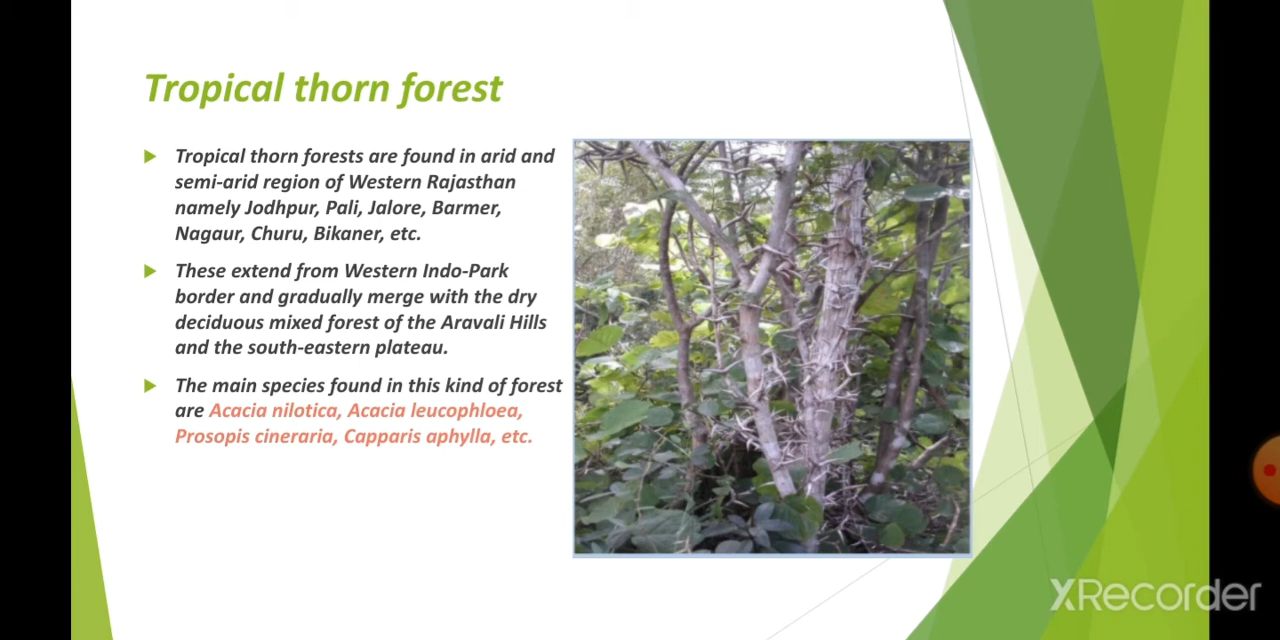 Tropical thorn forest
Tropical thorn forests are found in arid and
semi-arid region of Western Rajasthan
namely Jodhpur, Pali, Jalore, Barmer,
Nagaur, Churu, Bikaner, etc.
These extend from Western Indo-Park
border and gradually merge with the dry
deciduous mixed forest of the Aravali Hills
and the south-eastern plateau.
The main species found in this kind of forest
are Acacia nilotica, Acacia leucophloea,
Prosopis cineraria, Capparis aphylla, etc.
XRecorder